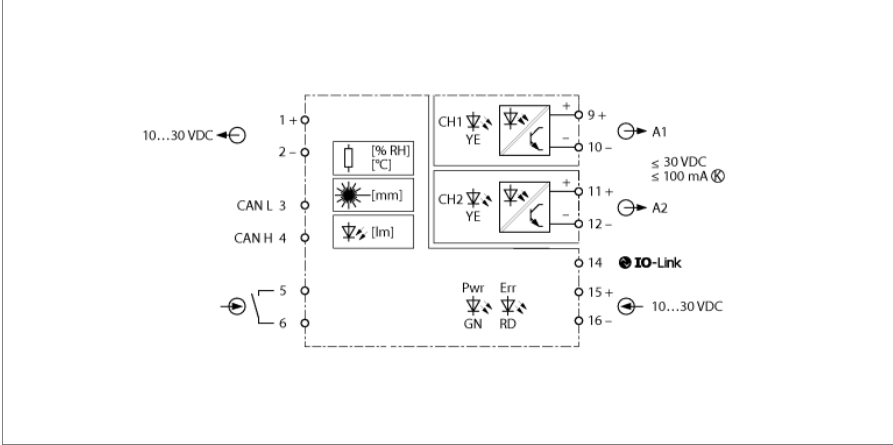 10...30 VDC
1 +
2 –
CAN L 3
CAN H 4
5
6
[% RH]
[°C]
[mm]
[lm]
CH1
YE
+
–
9 +
10 –
A1
≤ 30 VDC
≤ 100 mA Ⓚ
CH2
YE
+
–
11 +
12 –
A2
14 IO-Link
Pwr Err
GN RD
15 +
16 –
10...30 VDC